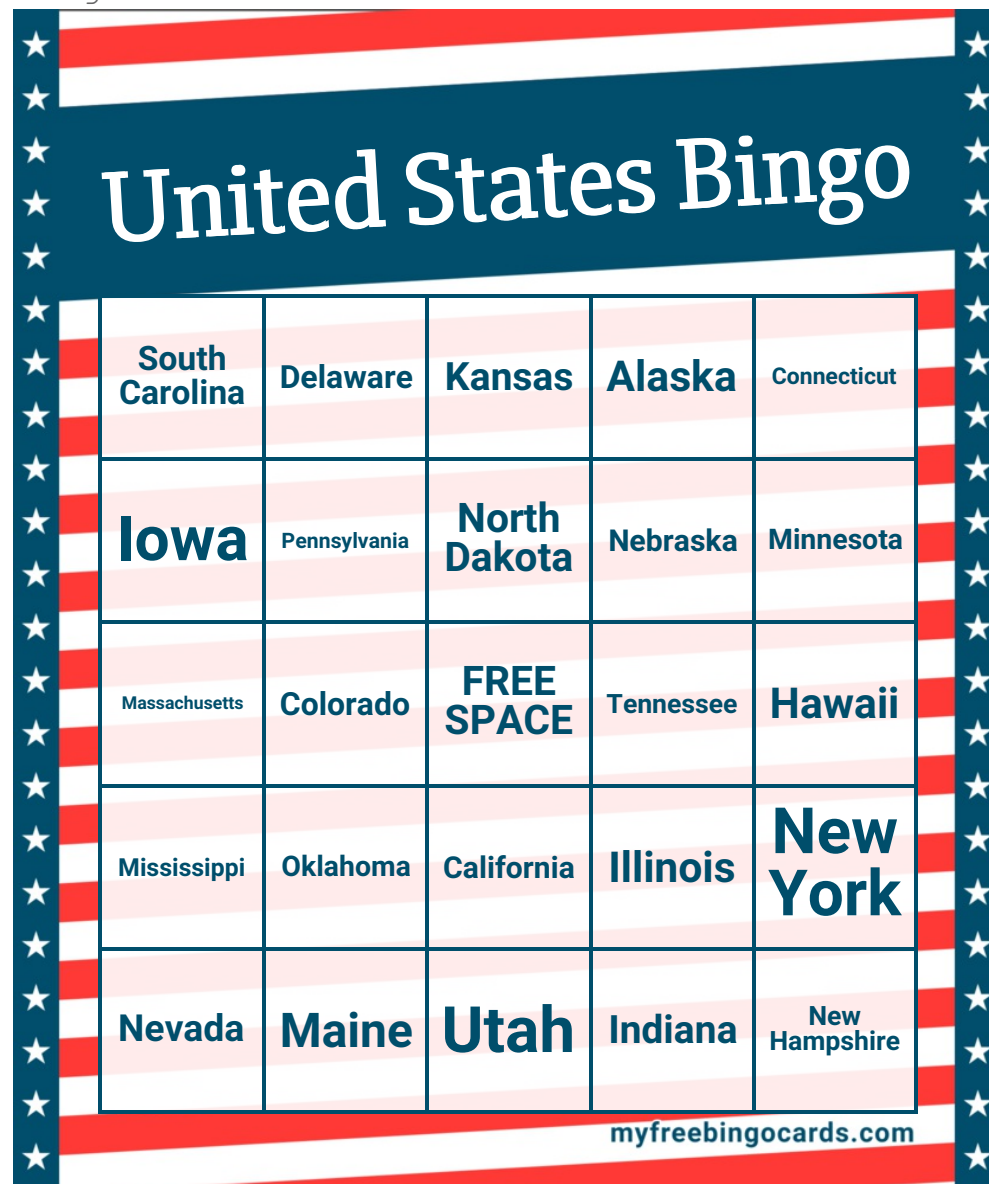 United States Bingo
South
Carolina
Delaware
Kansas
Alaska
Connecticut
Iowa
Pennsylvania
North
Dakota
Nebraska
Minnesota
Massachusetts
Colorado
FREE
SPACE
Tennessee
Hawaii
Mississippi
Oklahoma
California
Illinois
New
York
Nevada
Maine
Utah
Indiana
New
Hampshire
myfreebingocards.com